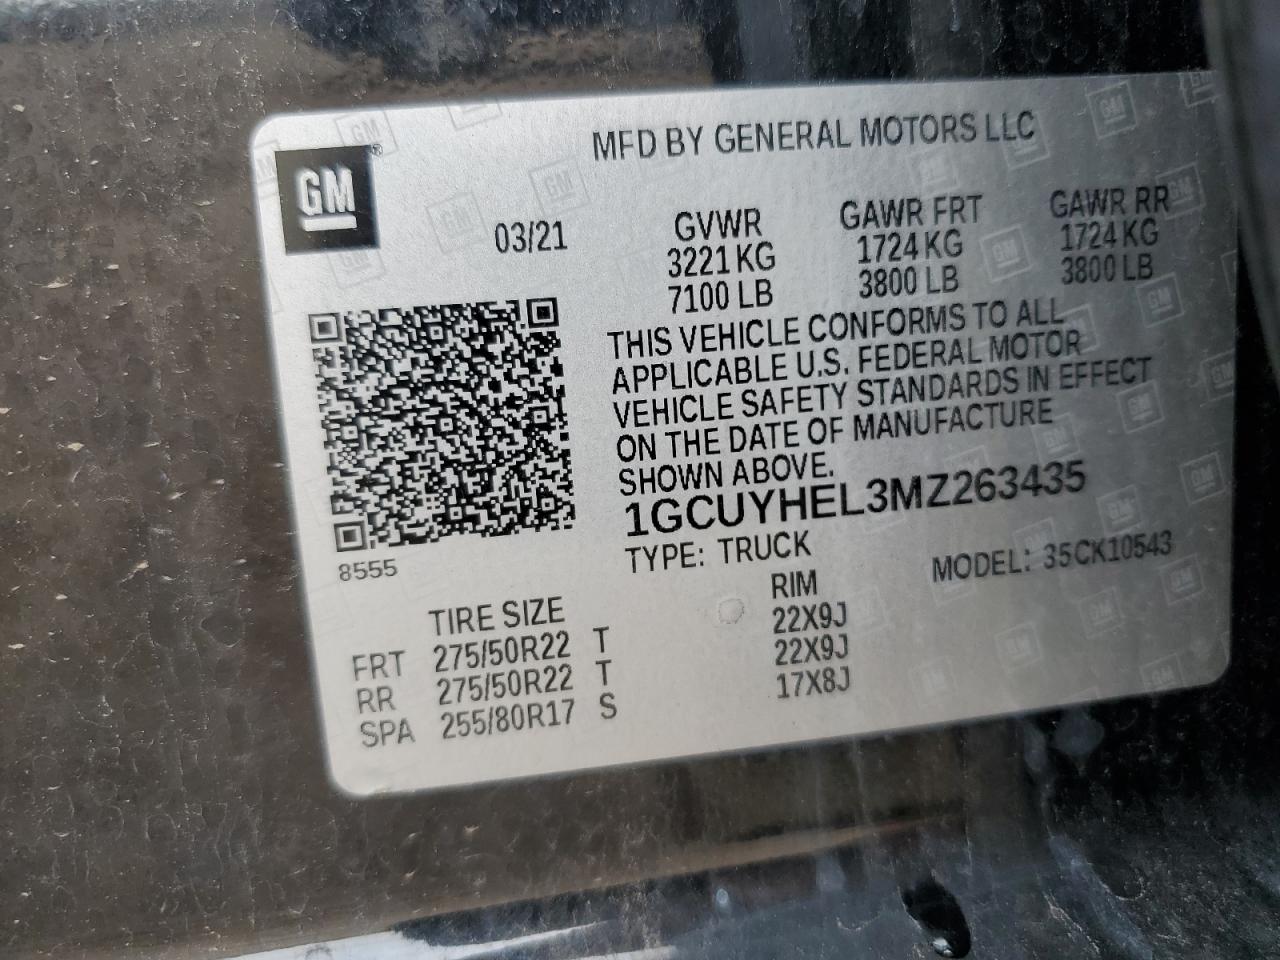 GM ®
MFD BY GENERAL MOTORS LLC
03/21
GVWR GAWR FRT GAWR RR
3221 KG 1724 KG 1724 KG
7100 LB 3800 LB 3800 LB
THIS VEHICLE CONFORMS TO ALL
APPLICABLE U.S. FEDERAL MOTOR
VEHICLE SAFETY STANDARDS IN EFFECT
ON THE DATE OF MANUFACTURE
SHOWN ABOVE.
1GCUYHEL3MZ263435
8555
TYPE: TRUCK MODEL: 35CK10543
TIRE SIZE RIM
FRT 275/50R22 T 22X9J
RR 275/50R22 T 22X9J
SPA 255/80R17 S 17X8J